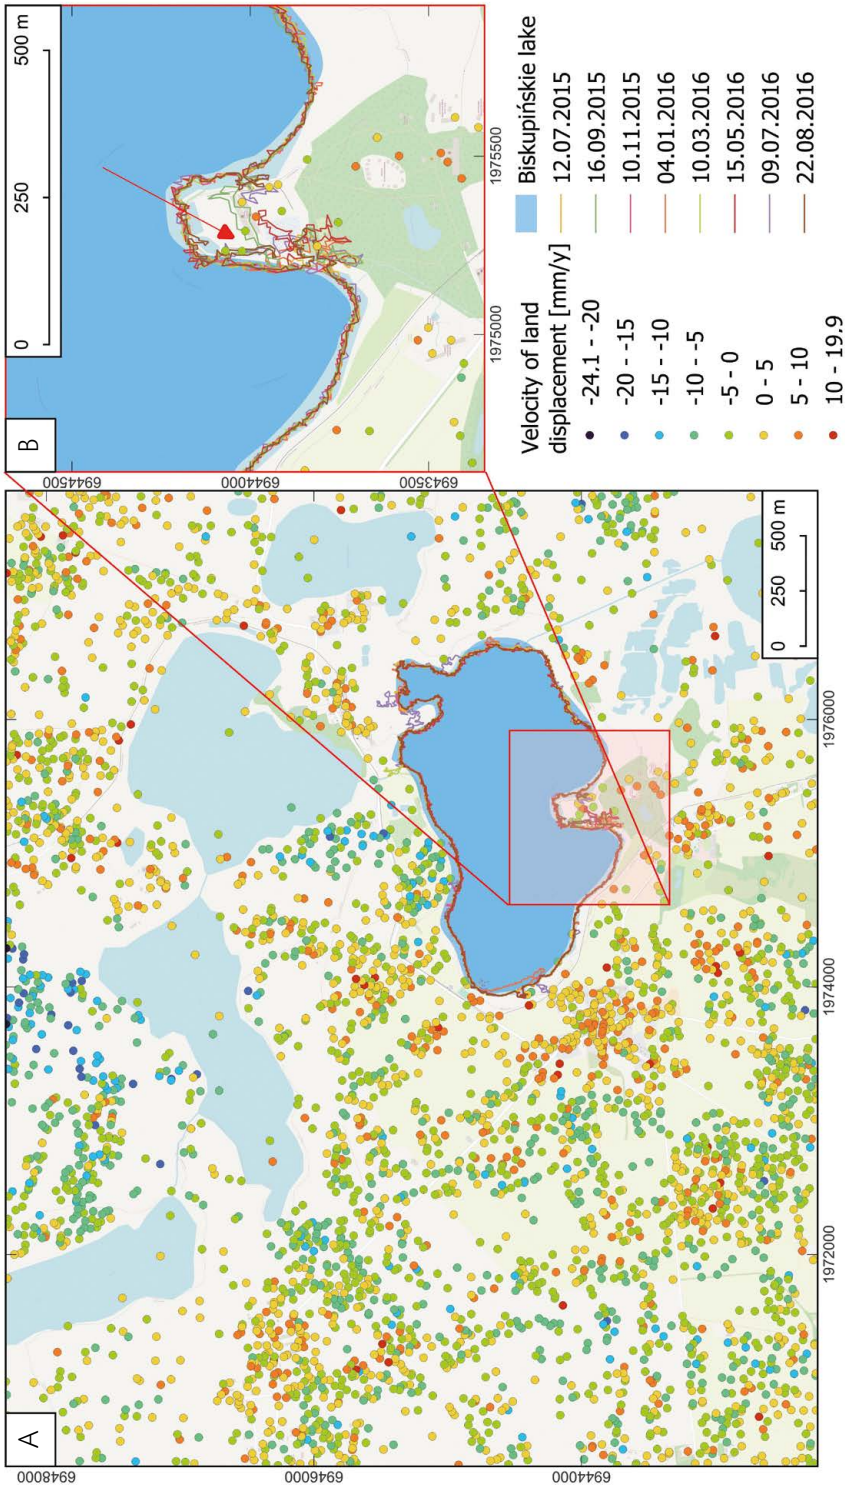 A
6948000
6946000
6944000
1972000
1974000
1976000
0 250 500 m
B
6944500
6944000
6943500
1975000
1975500
0 250 500 m
Velocity of land
displacement [mm/y]
-24.1 - -20
-20 - -15
-15 - -10
-10 - -5
-5 - 0
0 - 5
5 - 10
10 - 19.9
Biskupińskie lake
12.07.2015
16.09.2015
10.11.2015
04.01.2016
10.03.2016
15.05.2016
09.07.2016
22.08.2016